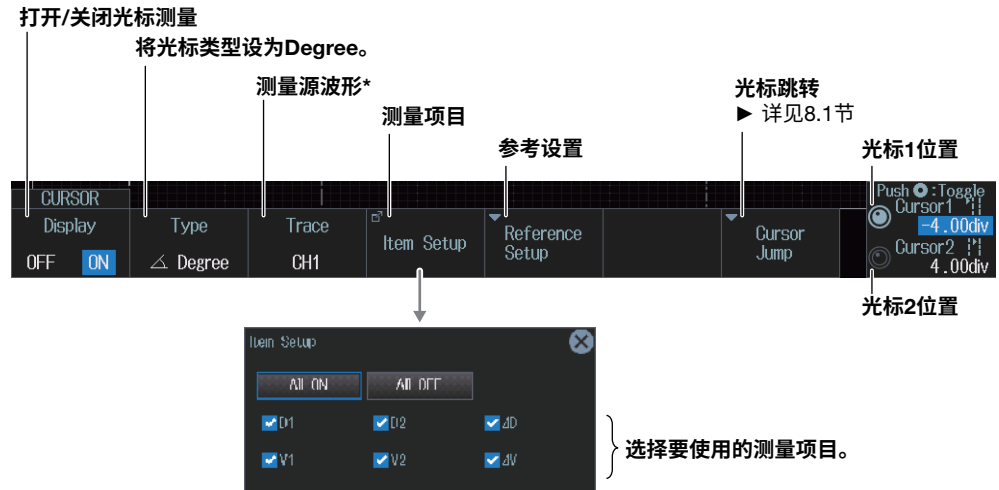 打开/关闭光标测量
将光标类型设为Degree。
测量源波形*
测量项目
参考设置
光标跳转
▶ 详见8.1节
光标1位置
CURSOR
Display
OFF ON
Type
Degree
Trace
CH1
Item Setup
Reference
Setup
Cursor
Jump
Push :Toggle
Cursor1
-4.00div
Cursor2
4.00div
光标2位置
Item Setup
All ON All OFF
D1 D2 ΔD
V1 V2 ΔV
选择要使用的测量项目。